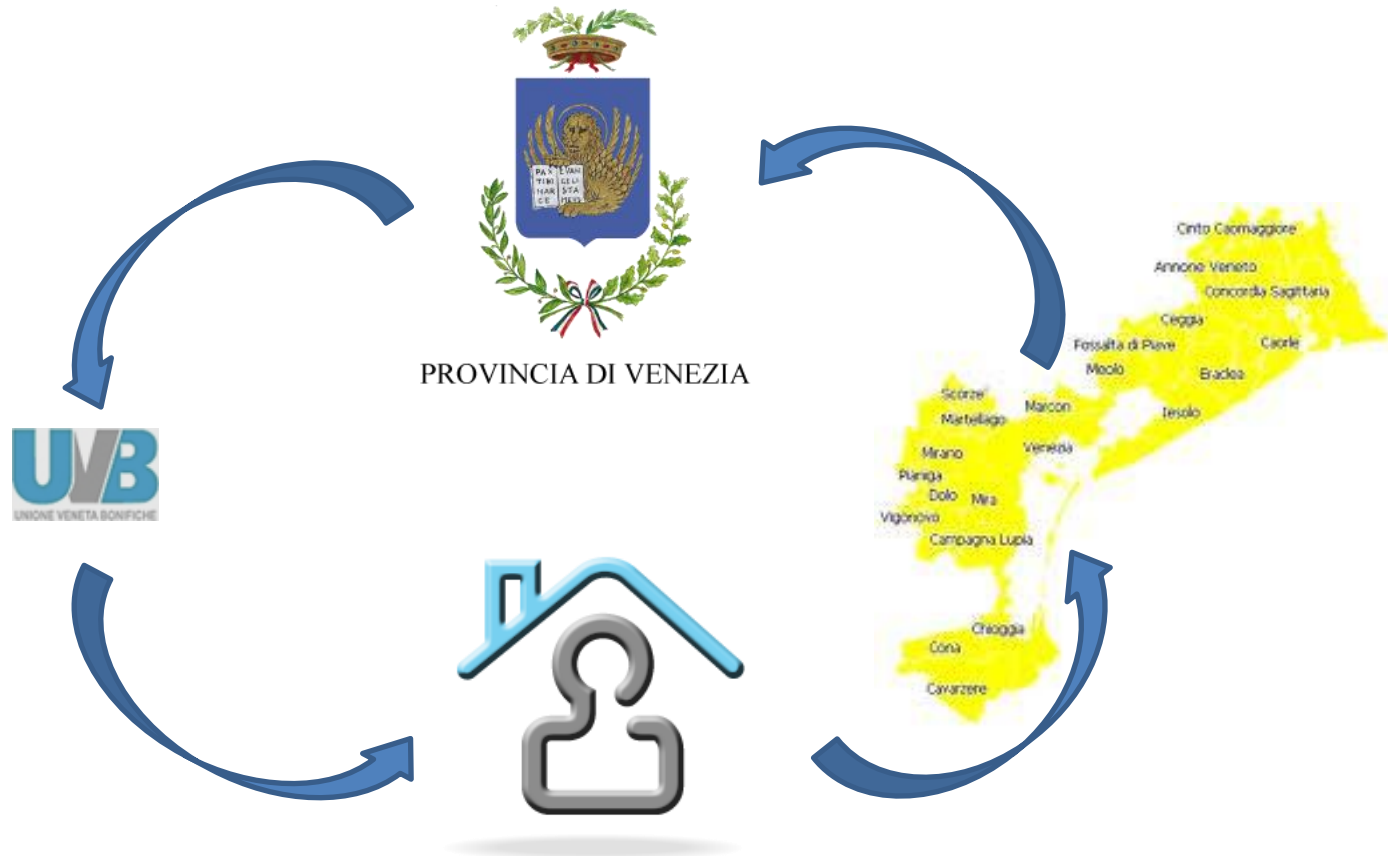 PAX
TIBI
MAR
CE
EVAN
GELI
STA
MEUS
PROVINCIA DI VENEZIA
UVB
UNIONE VENETA BONIFICHE
Cinto Caomaggiore
Annone Veneto
Concordia Sagittaria
Ceggia
Fossalta di Piave
Caorle
Meolo
Eraclea
Scorze'
Marcon
Iesolo
Martellago
Venezia
Mirano
Pianiga
Dolo
Mira
Vigonovo
Campagna Lupia
Chioggia
Cona
Cavarzere